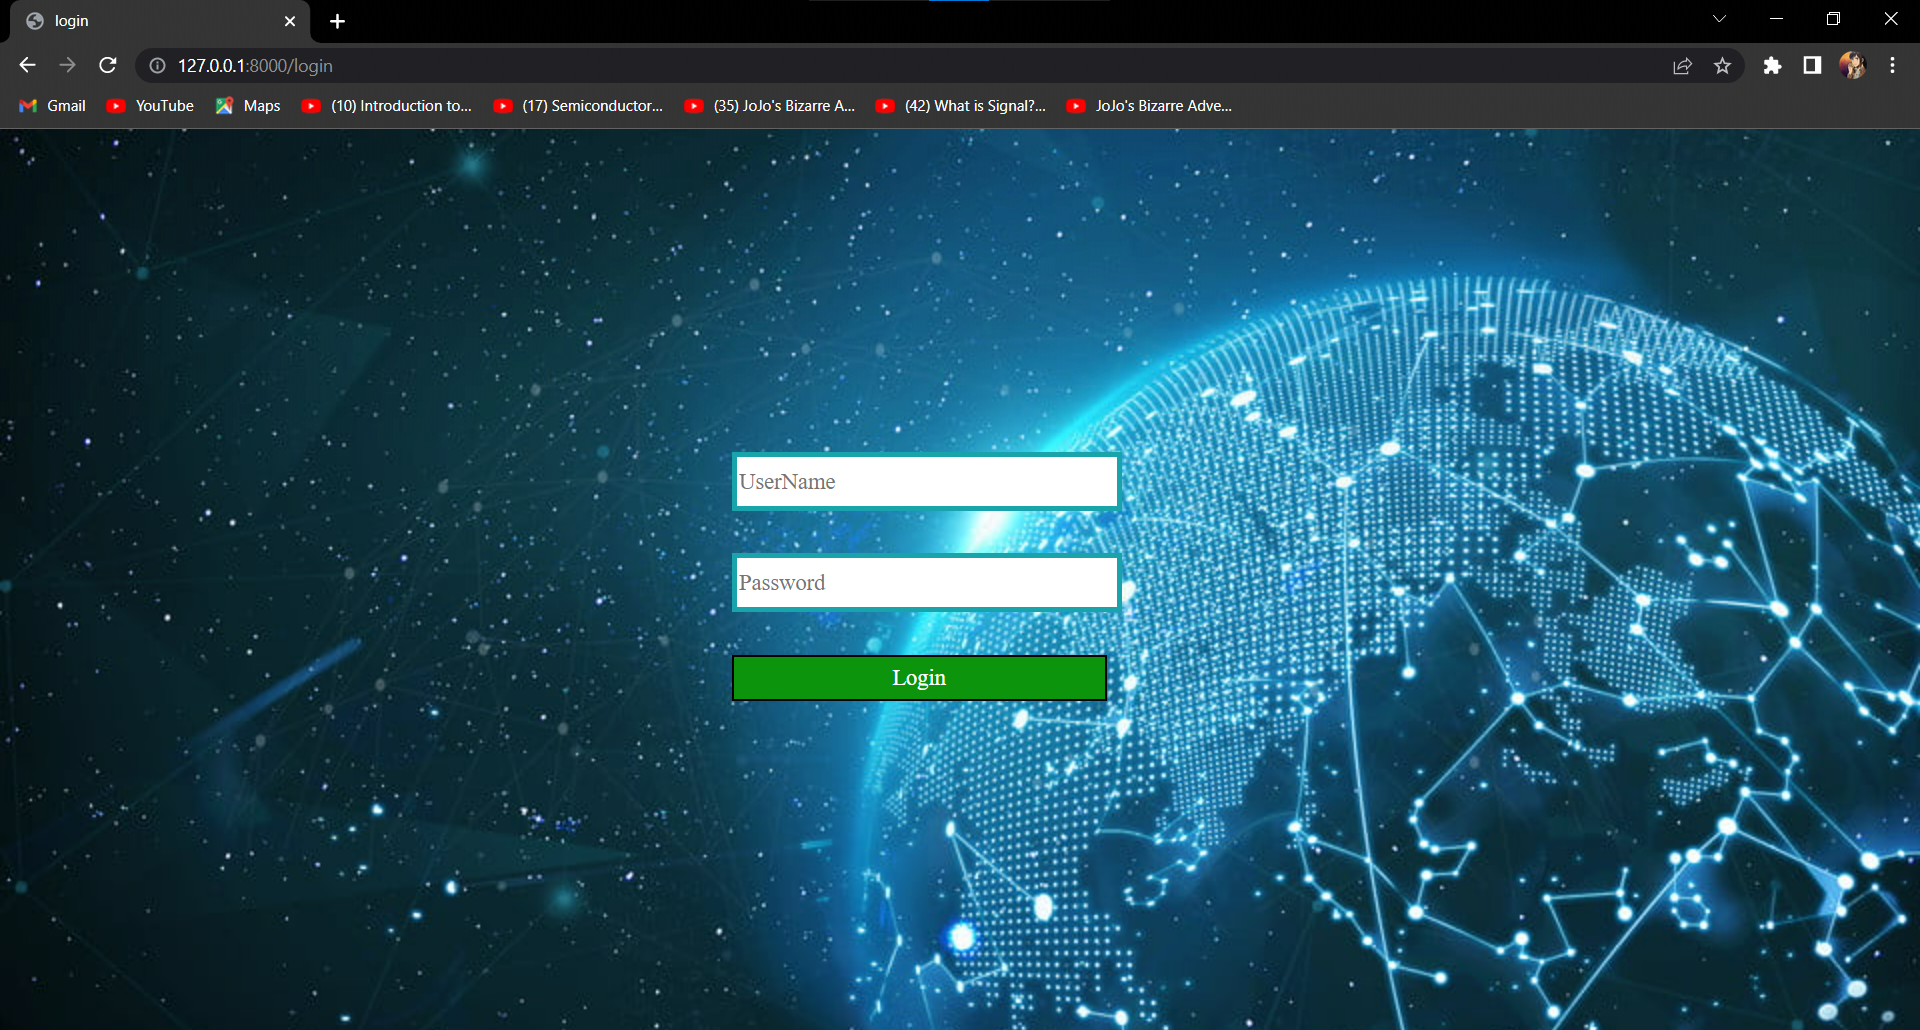 login
127.0.0.1:8000/login
Gmail YouTube Maps (10) Introduction to... (17) Semiconductor... (35) JoJo's Bizarre A... (42) What is Signal?... JoJo's Bizarre Adve...
UserName
Password
Login